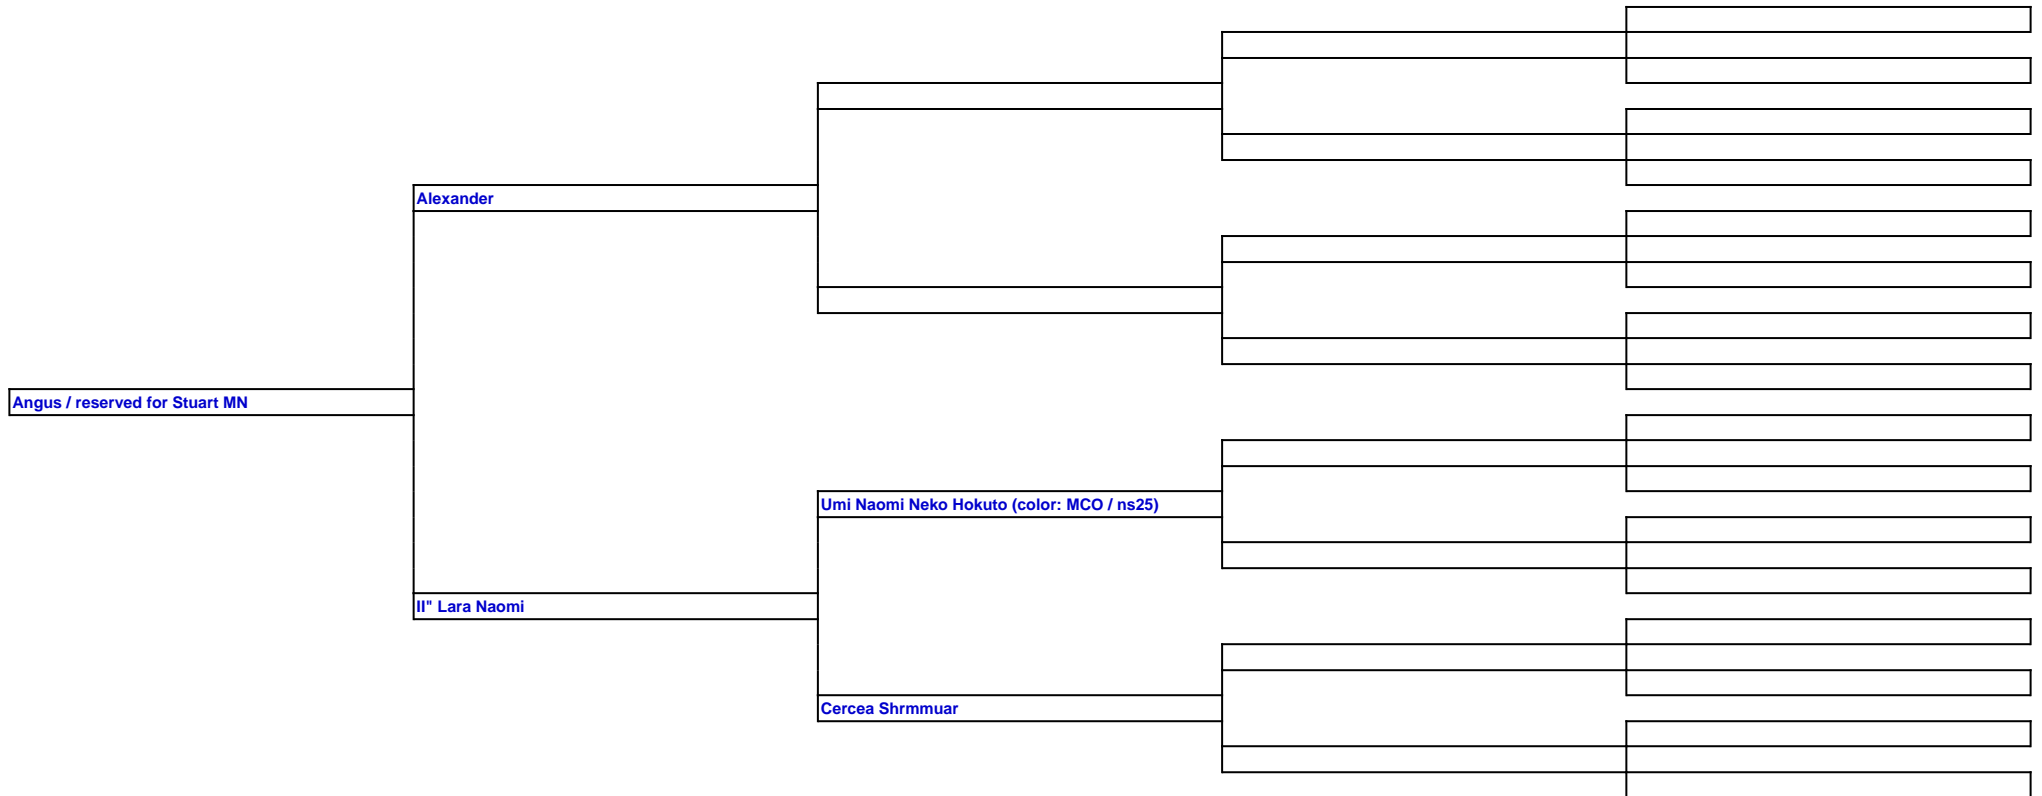 Alexander
Angus / reserved for Stuart MN
Umi Naomi Neko Hokuto (color: MCO / ns25)
II" Lara Naomi
Cercea Shrmmuar